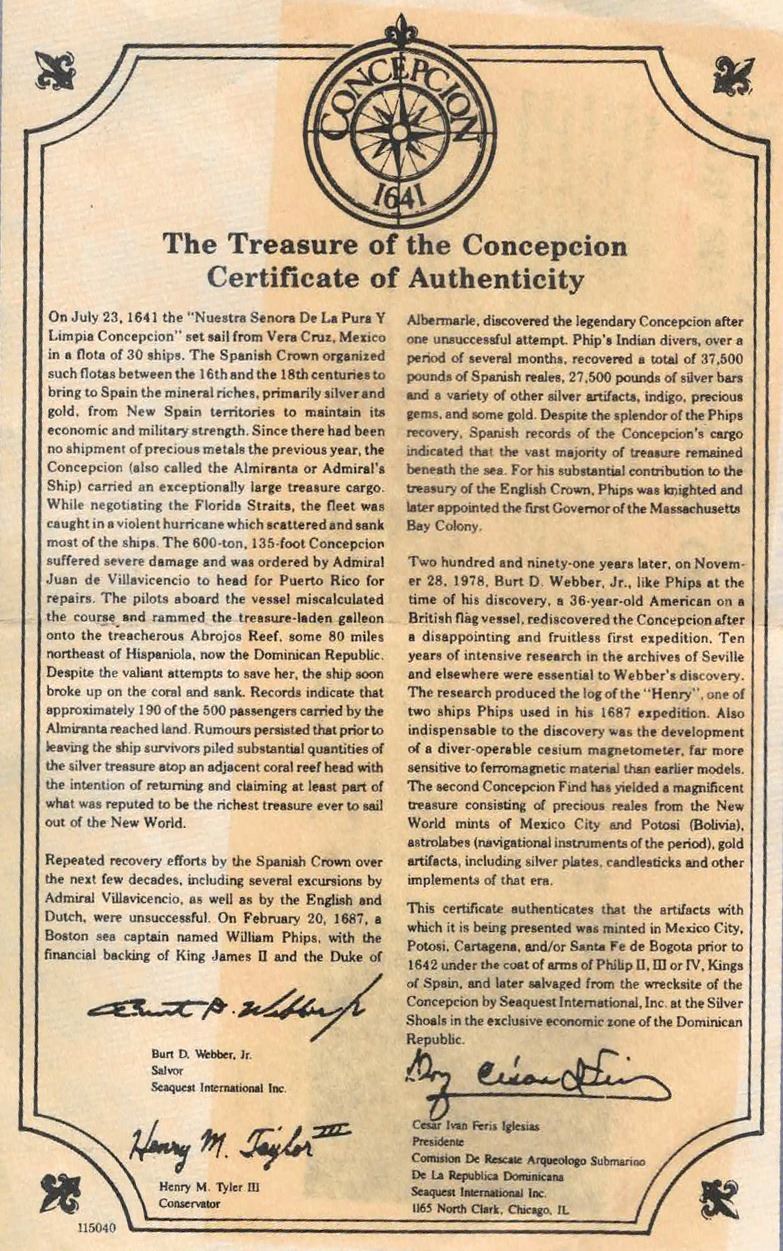 CONCEPCION
1641
The Treasure of the Concepcion
Certificate of Authenticity
On July 23, 1641 the "Nuestra Senora De La Pura Y
Limpia Concepcion" set sail from Vera Cruz, Mexico
in a flota of 30 ships. The Spanish Crown organized
such flotas between the 16th and the 18th centuries to
bring to Spain the mineral riches, primarily silver and
gold, from New Spain territories to maintain its
economic and military strength. Since there had been
no shipment of precious metals the previous year, the
Concepcion (also called the Almiranta or Admiral's
Ship) carried an exceptionally large treasure cargo.
While negotiating the Florida Straits, the fleet was
caught in a violent hurricane which scattered and sank
most of the ships. The 600-ton, 135-foot Concepcion
suffered severe damage and was ordered by Admiral
Juan de Villavicencio to head for Puerto Rico for
repairs. The pilots aboard the vessel miscalculated
the course and rammed the treasure-laden galleon
onto the treacherous Abrojos Reef, some 80 miles
northeast of Hispaniola, now the Dominican Republic.
Despite the valiant attempts to save her, the ship soon
broke up on the coral and sank. Records indicate that
approximately 190 of the 500 passengers carried by the
Almiranta reached land. Rumours persisted that prior to
leaving the ship survivors piled substantial quantities of
the silver treasure atop an adjacent coral reef head with
the intention of returning and claiming at least part of
what was reputed to be the richest treasure ever to sail
out of the New World.
Repeated recovery efforts by the Spanish Crown over
the next few decades, including several excursions by
Admiral Villavicencio, as well as by the English and
Dutch, were unsuccessful. On February 20, 1687, a
Boston sea captain named William Phips, with the
financial backing of King James II and the Duke of
Albermarle, discovered the legendary Concepcion after
one unsuccessful attempt. Phip's Indian divers, over a
period of several months, recovered a total of 37,500
pounds of Spanish reales, 27,500 pounds of silver bars
and a variety of other silver artifacts, indigo, precious
gems, and some gold. Despite the splendor of the Phips
recovery, Spanish records of the Concepcion's cargo
indicated that the vast majority of treasure remained
beneath the sea. For his substantial contribution to the
treasury of the English Crown, Phips was knighted and
later appointed the first Governor of the Massachusetts
Bay Colony.
Two hundred and ninety-one years later, on Novem-
er 28, 1978, Burt D. Webber, Jr., like Phips at the
time of his discovery, a 36-year-old American on a
British flag vessel, rediscovered the Concepcion after
a disappointing and fruitless first expedition. Ten
years of intensive research in the archives of Seville
and elsewhere were essential to Webber's discovery.
The research produced the log of the "Henry", one of
two ships Phips used in his 1687 expedition. Also
indispensable to the discovery was the development
of a diver-operable cesium magnetometer, far more
sensitive to ferromagnetic material than earlier models.
The second Concepcion Find has yielded a magnificent
treasure consisting of precious reales from the New
World mints of Mexico City and Potosi (Bolivia),
astrolabes (navigational instruments of the period), gold
artifacts, including silver plates, candlesticks and other
implements of that era.
This certificate authenticates that the artifacts with
which it is being presented was minted in Mexico City,
Potosi, Cartagena, and/or Santa Fe de Bogota prior to
1642 under the coat of arms of Philip II, III or IV, Kings
of Spain, and later salvaged from the wrecksite of the
Concepcion by Seaquest International, Inc. at the Silver
Shoals in the exclusive economic zone of the Dominican
Republic.
Burt D. Webber Jr
Burt D. Webber, Jr.
Salvor
Seaquest International Inc.
Henry M. Taylor III
Henry M. Tyler III
Conservator
Cesar Ivan Feris Iglesias
Presidente
Comision De Rescate Arqueologo Submarino
De La Republica Dominicana
Seaquest International Inc.
1165 North Clark, Chicago, IL
115040